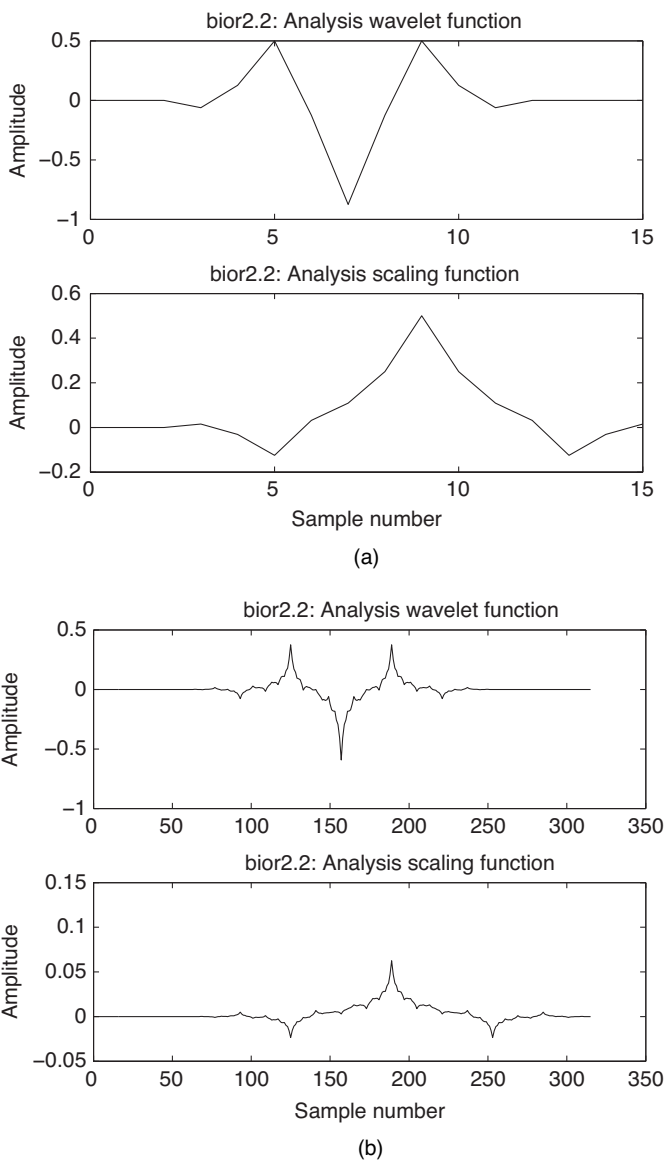 bior2.2: Analysis wavelet function
0.5
0
−0.5
−1
Amplitude
0 5 10 15
bior2.2: Analysis scaling function
0.6
0.4
0.2
0
−0.2
Amplitude
0 5 10 15
Sample number
(a)
bior2.2: Analysis wavelet function
0.5
0
−0.5
−1
Amplitude
0 50 100 150 200 250 300 350
bior2.2: Analysis scaling function
0.15
0.1
0.05
0
−0.05
Amplitude
0 50 100 150 200 250 300 350
Sample number
(b)